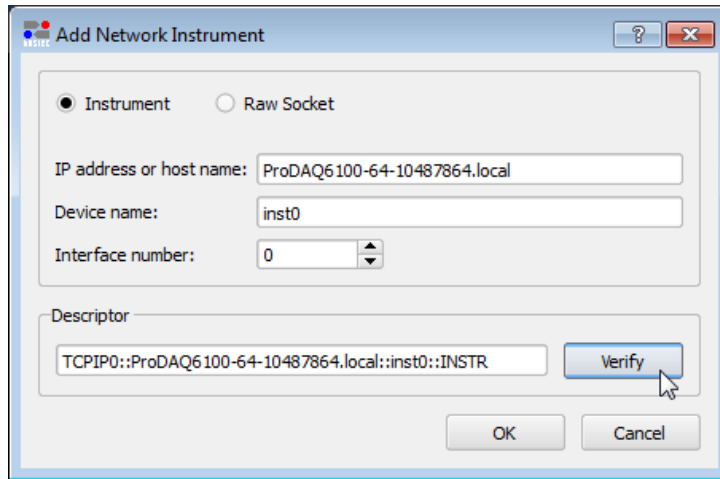 Add Network Instrument
Instrument Raw Socket
IP address or host name: ProDAQ6100-64-10487864.local
Device name: inst0
Interface number: 0
Descriptor
TCPIP0::ProDAQ6100-64-10487864.local::inst0::INSTR Verify
OK Cancel